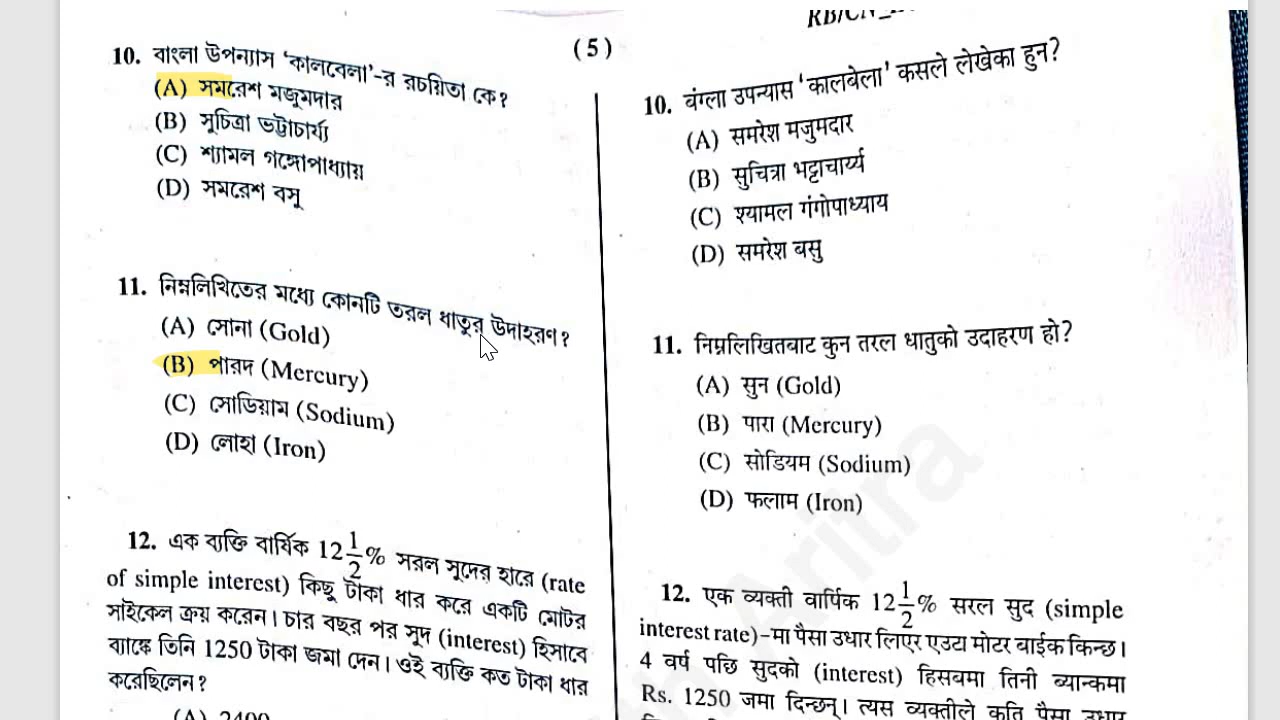 (5)
10. বাংলা উপন্যাস ‘কালবেলা’-র রচয়িতা কে?
(A) সমরেশ মজুমদার
(B) সুচিত্রা ভট্টাচার্য্য
(C) শ্যামল গঙ্গোপাধ্যায়
(D) সমরেশ বসু
11. নিম্নলিখিতের মধ্যে কোনটি তরল ধাতুর উদাহরণ?
(A) সোনা (Gold)
(B) পারদ (Mercury)
(C) সোডিয়াম (Sodium)
(D) লোহা (Iron)
12. এক ব্যক্তি বার্ষিক 12 1/2 % সরল সুদের হারে (rate
of simple interest) কিছু টাকা ধার করে একটি মোটর
সাইকেল ক্রয় করেন। চার বছর পর সুদ (interest) হিসাবে
ব্যাঙ্কে তিনি 1250 টাকা জমা দেন। ওই ব্যক্তি কত টাকা ধার
করেছিলেন?
(A) 2400
10. बंग्ला उपन्यास ‘कालबेला’ कसले लेखेका हुन?
(A) समरेश मजुमदार
(B) सुचित्रा भट्टाचार्य्य
(C) श्यामल गंगोपाध्याय
(D) समरेश बसु
11. निम्नलिखितबाट कुन तरल धातुको उदाहरण हो?
(A) सुन (Gold)
(B) पारा (Mercury)
(C) सोडियम (Sodium)
(D) फलाम (Iron)
12. एक व्यक्ती वार्पिक 12 1/2 % सरल सुद (simple
interest rate)-मा पैसा उधार लिएर एउटा मोटर बाईक किन्छ।
4 वर्ष पछि सुदको (interest) हिसबमा तिनी ब्यान्कमा
Rs. 1250 जमा दिन्छन्। त्यस व्यक्तीले कति पैसा उधार
Aritra